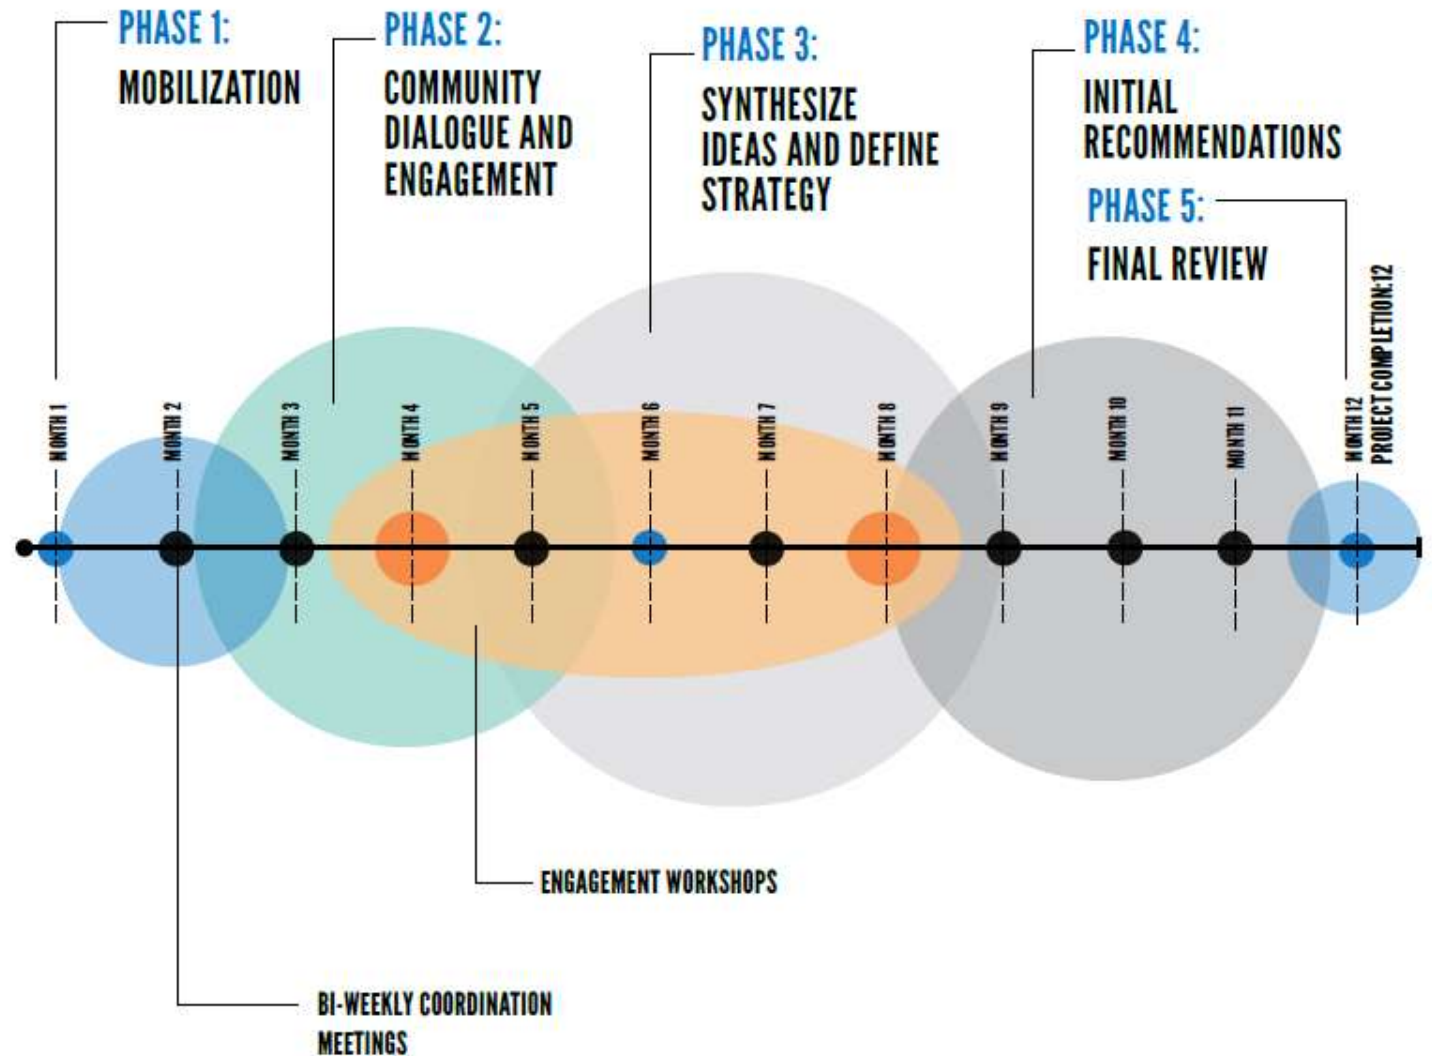 PHASE 1:
MOBILIZATION
PHASE 2:
COMMUNITY
DIALOGUE AND
ENGAGEMENT
PHASE 3:
SYNTHESIZE
IDEAS AND DEFINE
STRATEGY
PHASE 4:
INITIAL
RECOMMENDATIONS
PHASE 5:
FINAL REVIEW
MONTH 1
MONTH 2
MONTH 3
MONTH 4
MONTH 5
MONTH 6
MONTH 7
MONTH 8
MONTH 9
MONTH 10
MONTH 11
MONTH 12
PROJECT COMPLETION:12
ENGAGEMENT WORKSHOPS
BI-WEEKLY COORDINATION
MEETINGS